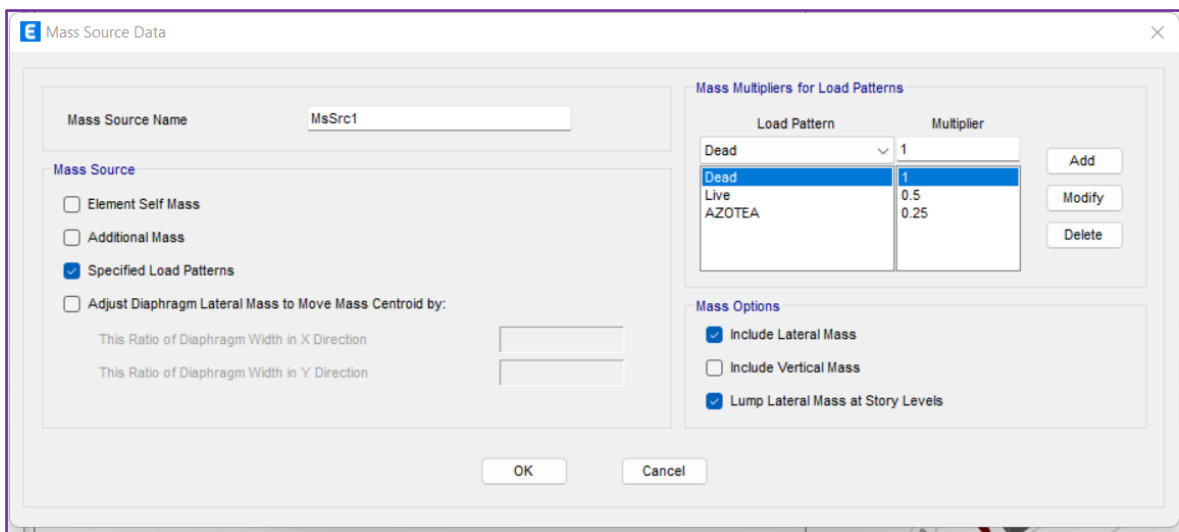 E Mass Source Data
Mass Source Name MsSrc1
Mass Source
Element Self Mass
Additional Mass
Specified Load Patterns
Adjust Diaphragm Lateral Mass to Move Mass Centroid by:
This Ratio of Diaphragm Width in X Direction
This Ratio of Diaphragm Width in Y Direction
Mass Multipliers for Load Patterns
Load Pattern Multiplier
Dead 1
Dead 1
Live 0.5
AZOTEA 0.25
Add
Modify
Delete
Mass Options
Include Lateral Mass
Include Vertical Mass
Lump Lateral Mass at Story Levels
OK Cancel